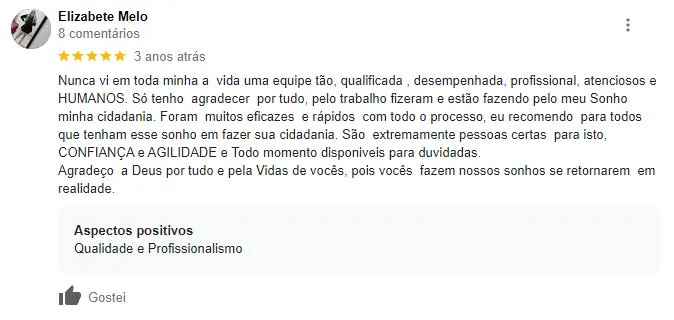 Elizabete Melo
8 comentários
3 anos atrás
Nunca vi em toda minha a vida uma equipe tão, qualificada , desempenhada, profissional, atenciosos e
HUMANOS. Só tenho agradecer por tudo, pelo trabalho fizeram e estão fazendo pelo meu Sonho
minha cidadania. Foram muitos eficazes e rápidos com todo o processo, eu recomendo para todos
que tenham esse sonho em fazer sua cidadania. São extremamente pessoas certas para isto,
CONFIANÇA e AGILIDADE e Todo momento disponiveis para duvidadas.
Agradeço a Deus por tudo e pela Vidas de vocês, pois vocês fazem nossos sonhos se retornarem em
realidade.
Aspectos positivos
Qualidade e Profissionalismo
Gostei